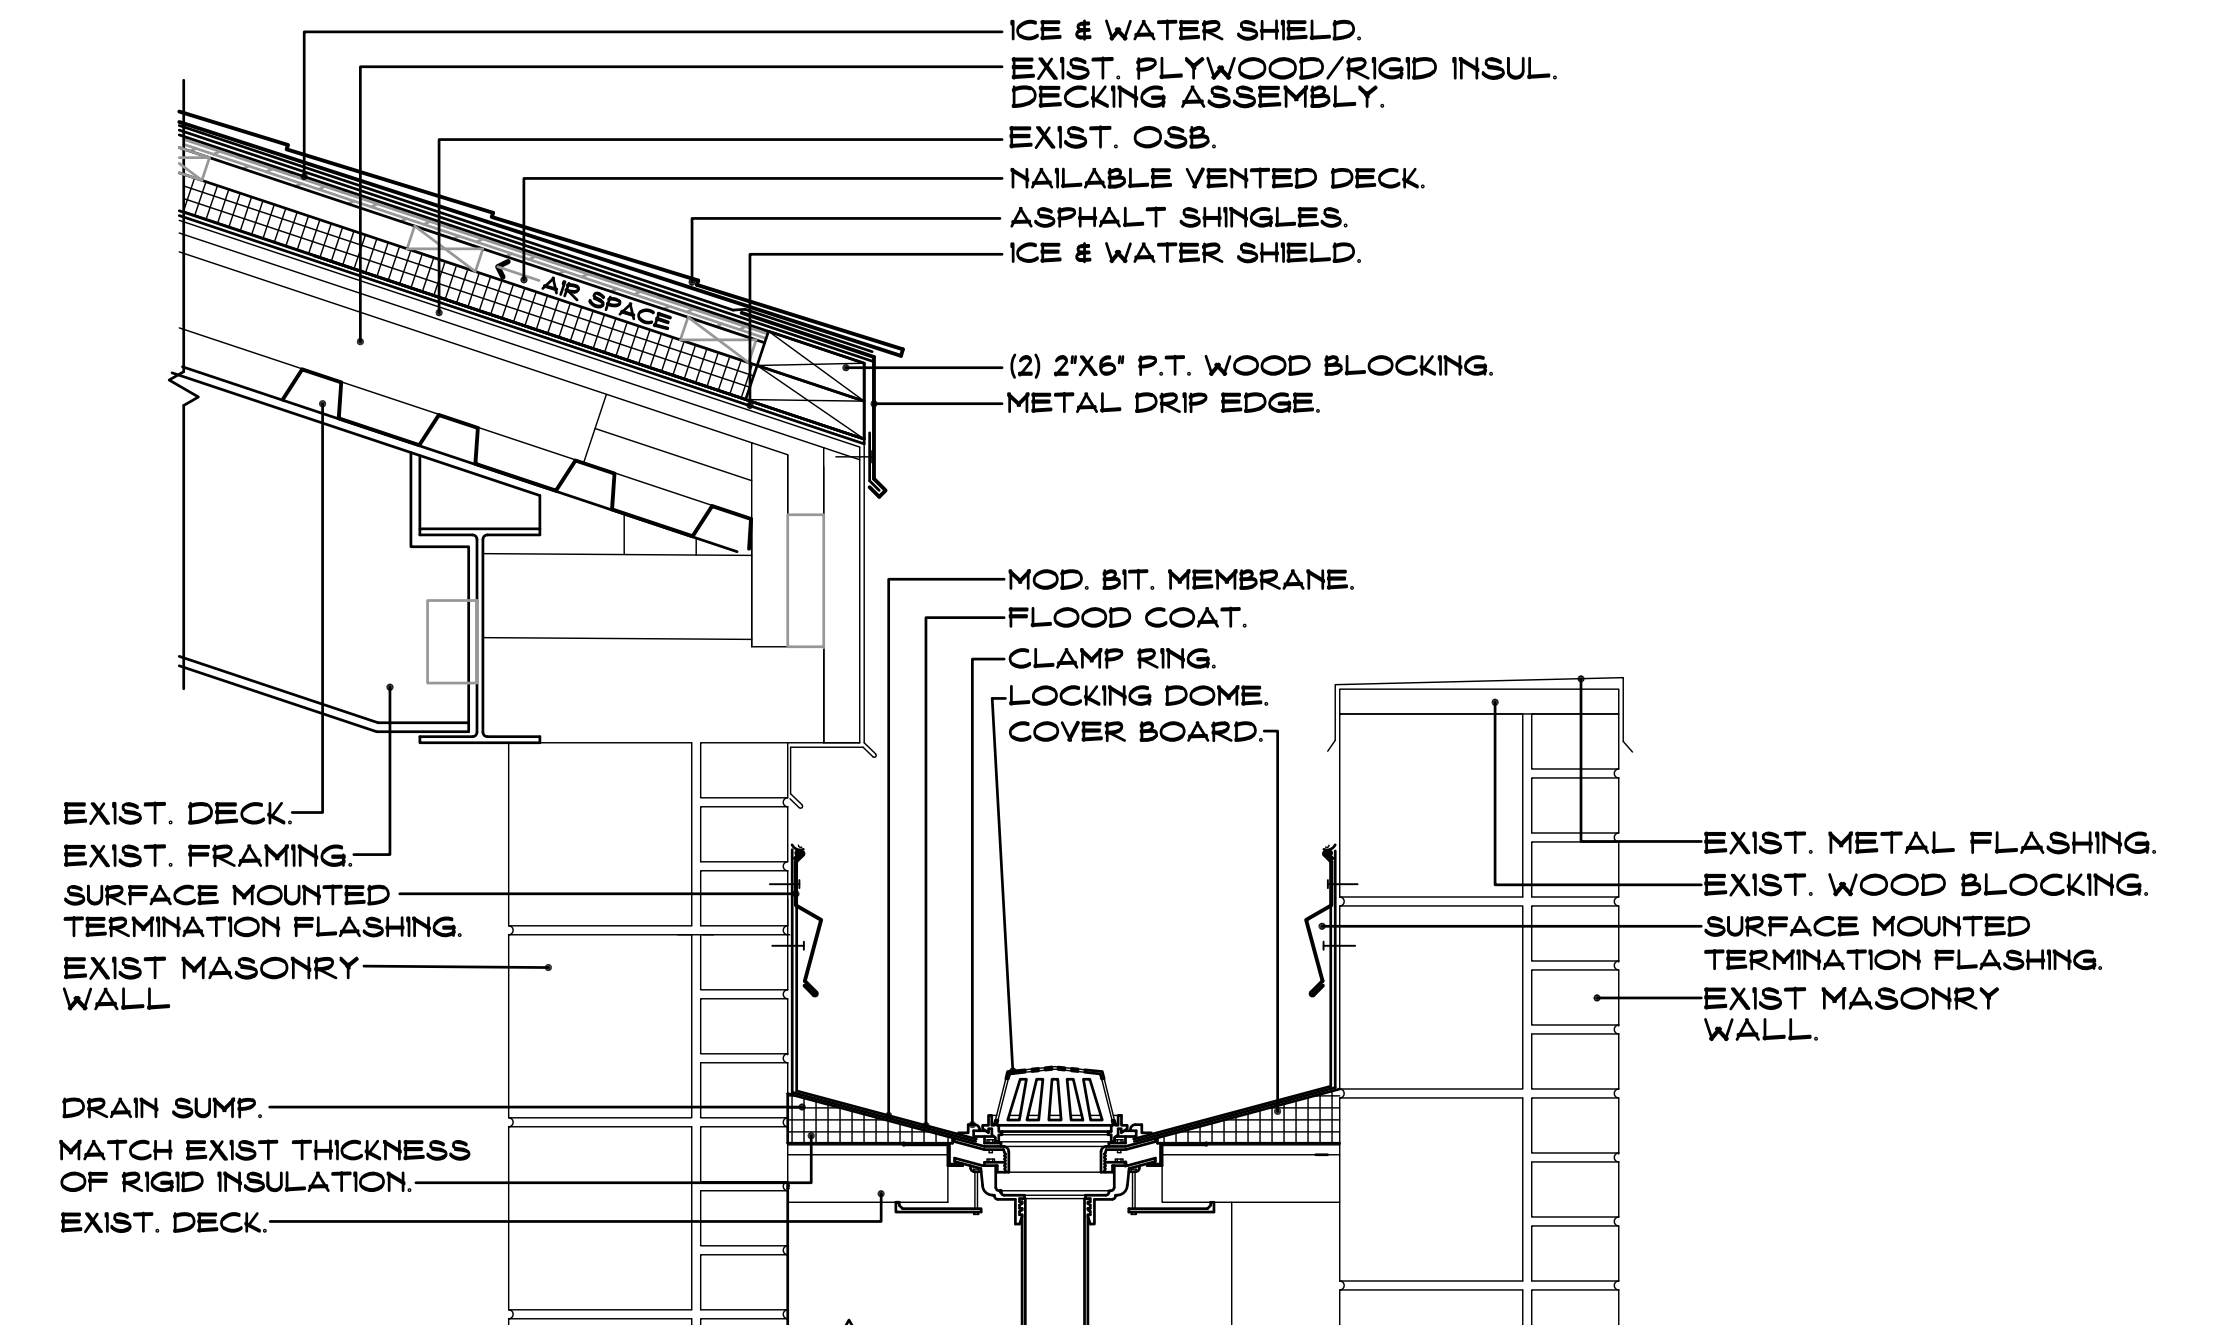 ICE & WATER SHIELD.
EXIST. PLYWOOD/RIGID INSUL.
DECKING ASSEMBLY.
EXIST. OSB.
NAILABLE VENTED DECK.
ASPHALT SHINGLES.
ICE & WATER SHIELD.
AIR SPACE
(2) 2"X6" P.T. WOOD BLOCKING.
METAL DRIP EDGE.
MOD. BIT. MEMBRANE.
FLOOD COAT.
CLAMP RING.
LOCKING DOME.
COVER BOARD.
EXIST. DECK.
EXIST. FRAMING.
SURFACE MOUNTED
TERMINATION FLASHING.
EXIST MASONRY
WALL
DRAIN SUMP.
MATCH EXIST THICKNESS
OF RIGID INSULATION.
EXIST. DECK.
EXIST. METAL FLASHING.
EXIST. WOOD BLOCKING.
SURFACE MOUNTED
TERMINATION FLASHING.
EXIST MASONRY
WALL.